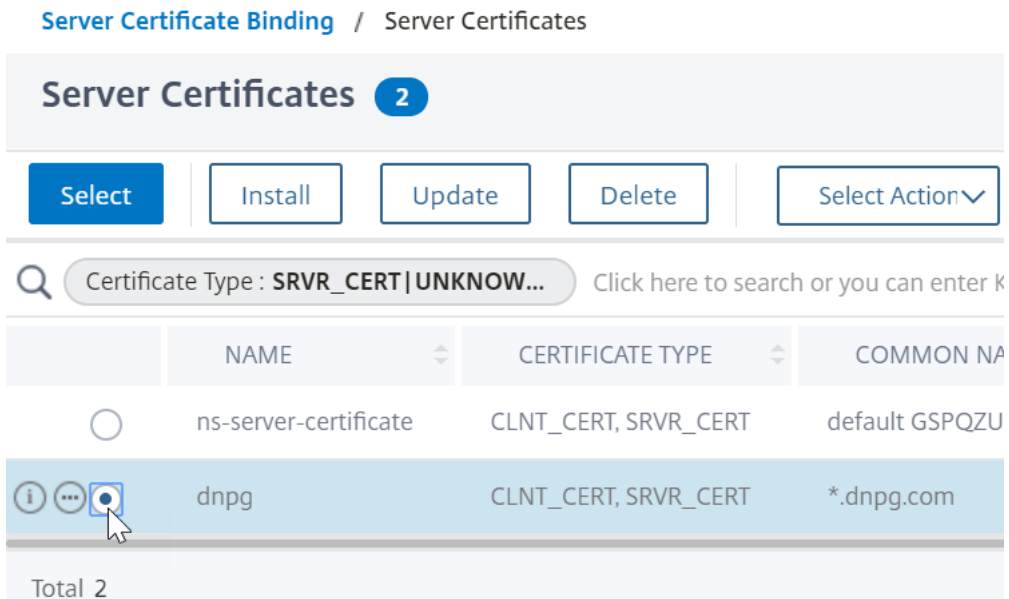 Server Certificate Binding / Server Certificates
Server Certificates 2
Select Install Update Delete Select Action
Certificate Type : SRVR_CERT|UNKNOW... Click here to search or you can enter K
NAME CERTIFICATE TYPE COMMON NA
ns-server-certificate CLNT_CERT, SRVR_CERT default GSPQZU
dnpg CLNT_CERT, SRVR_CERT *.dnpg.com
Total 2